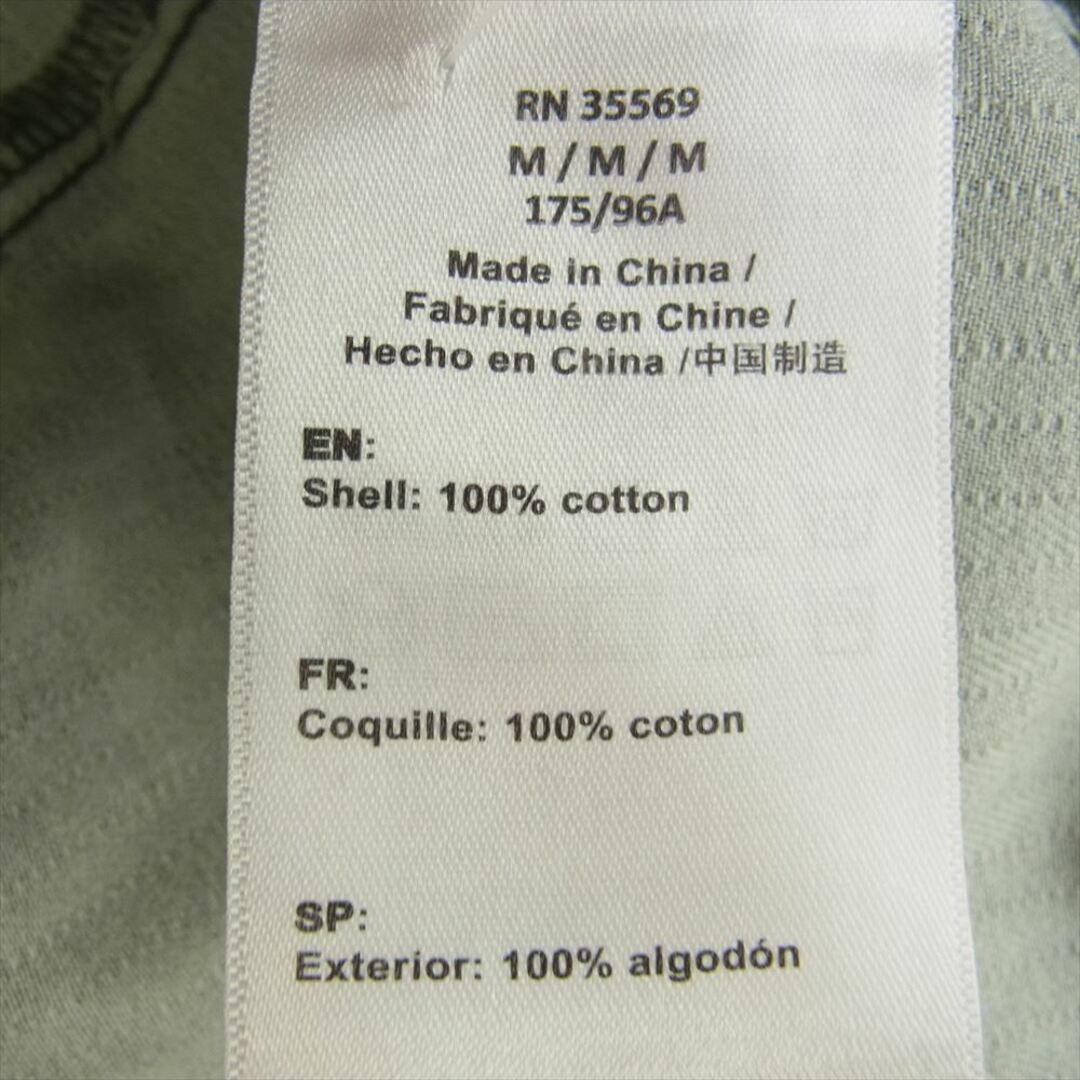 RN 35569
M / M / M
175/96A
Made in China /
Fabriqué en Chine /
Hecho en China /中国制造
EN:
Shell: 100% cotton
FR:
Coquille: 100% coton
SP:
Exterior: 100% algodón